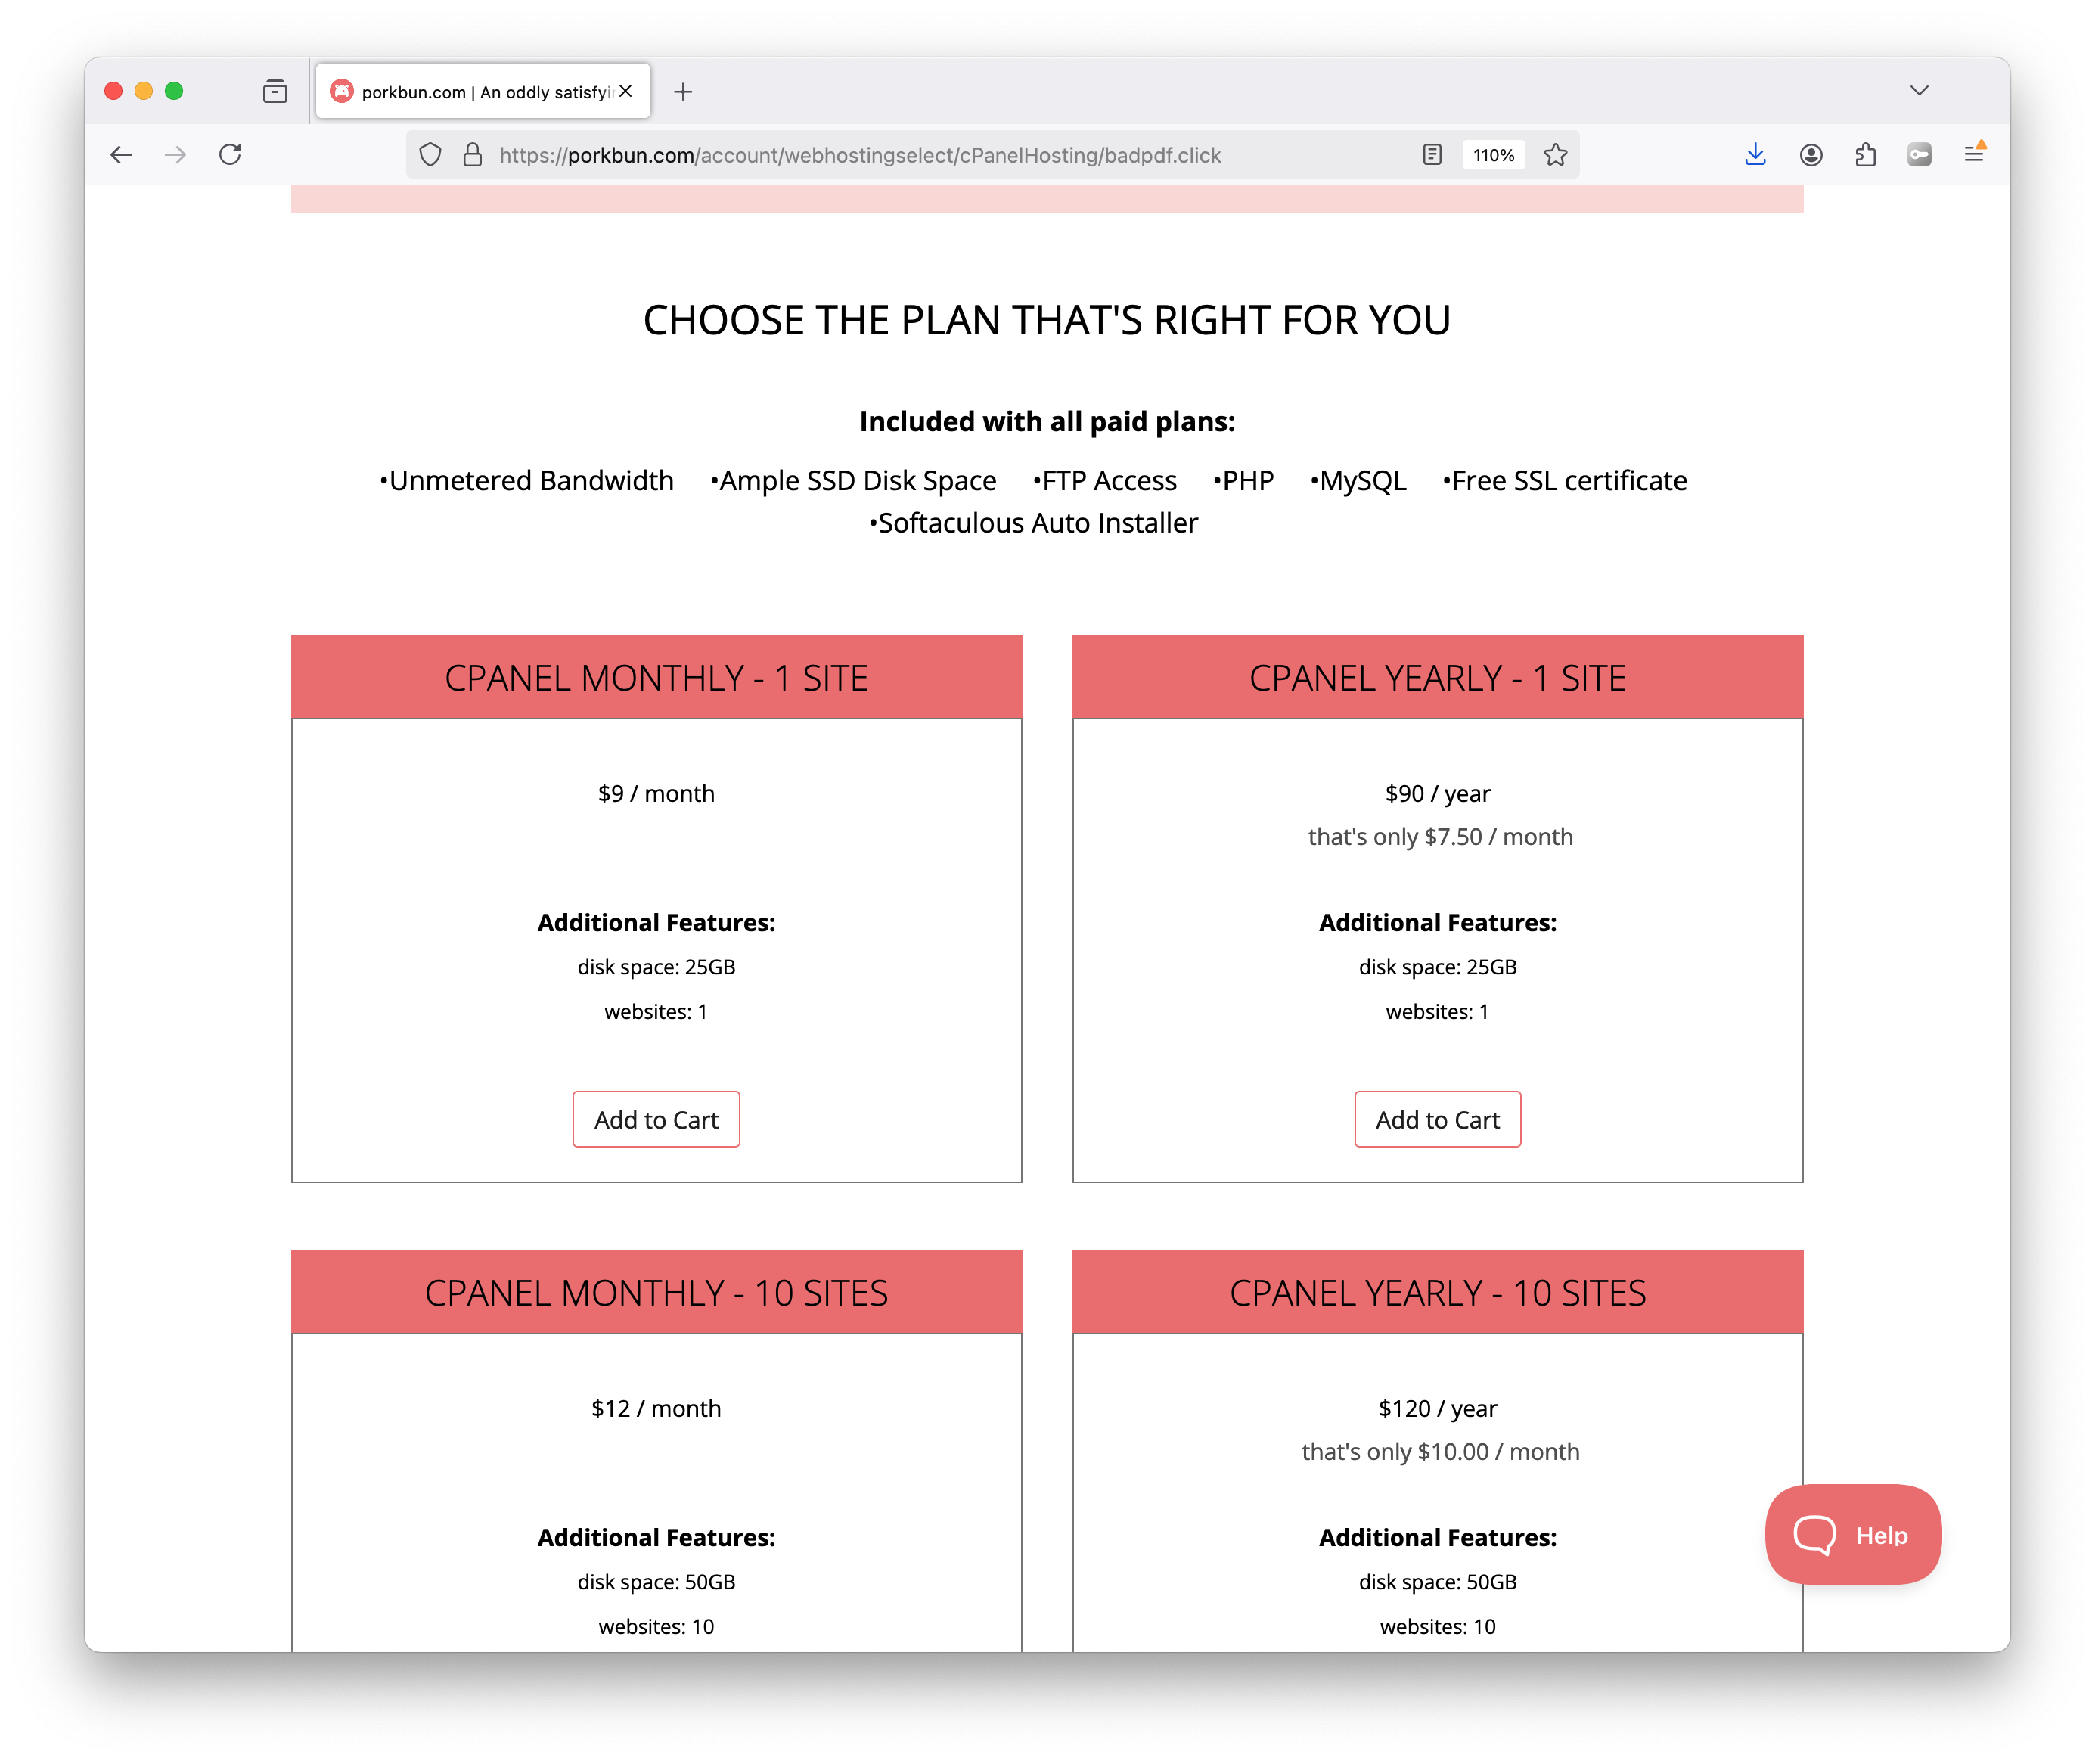 porkbun.com | An oddly satisfyi
https://porkbun.com/account/webhostingselect/cPanelHosting/badpdf.click
110%
CHOOSE THE PLAN THAT'S RIGHT FOR YOU
Included with all paid plans:
•Unmetered Bandwidth •Ample SSD Disk Space •FTP Access •PHP •MySQL •Free SSL certificate
•Softaculous Auto Installer
CPANEL MONTHLY - 1 SITE
$9 / month
Additional Features:
disk space: 25GB
websites: 1
Add to Cart
CPANEL YEARLY - 1 SITE
$90 / year
that's only $7.50 / month
Additional Features:
disk space: 25GB
websites: 1
Add to Cart
CPANEL MONTHLY - 10 SITES
$12 / month
Additional Features:
disk space: 50GB
websites: 10
CPANEL YEARLY - 10 SITES
$120 / year
that's only $10.00 / month
Additional Features:
disk space: 50GB
websites: 10
Help